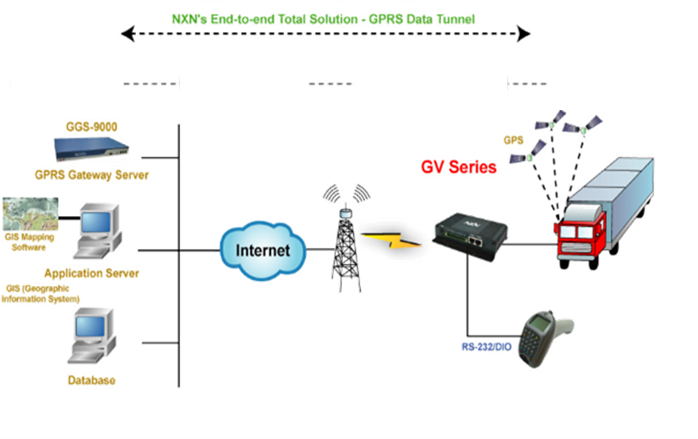 NXN's End-to-end Total Solution - GPRS Data Tunnel
GGS-9000
GPRS Gateway Server
GIS Mapping
Software
Application Server
GIS (Geographic
Information System)
Database
Internet
GV Series
NXN
GPS
RS-232/DIO